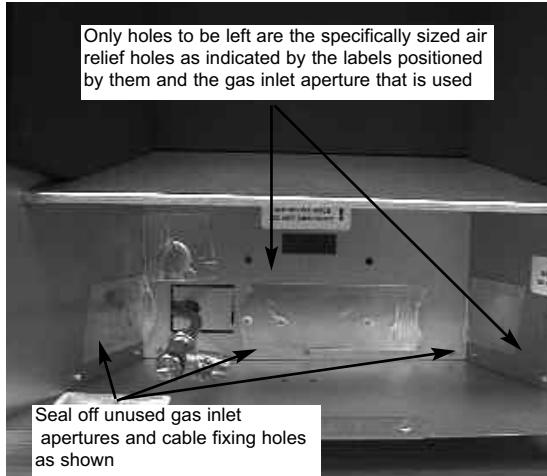 Only holes to be left are the specifically sized air
relief holes as indicated by the labels positioned
by them and the gas inlet aperture that is used
Seal off unused gas inlet
apertures and cable fixing holes
as shown